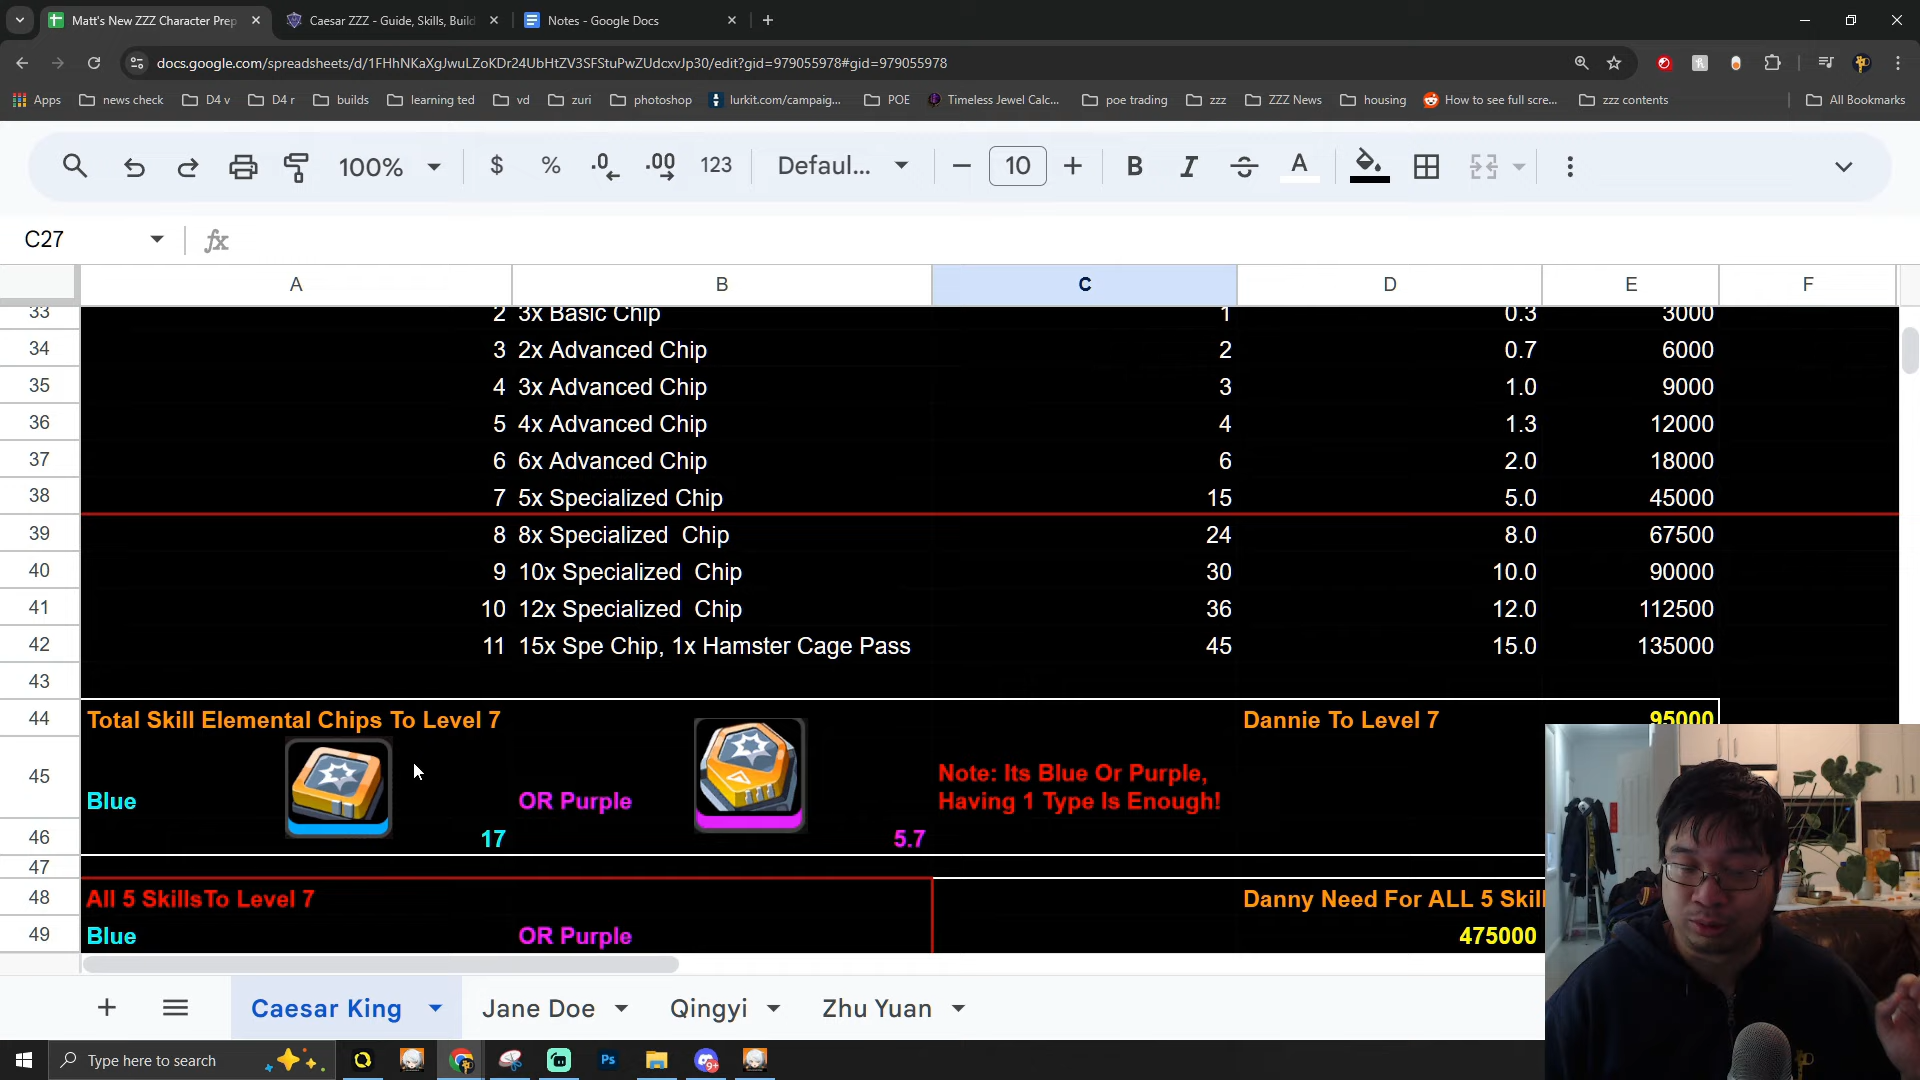 Matt's New ZZZ Character Prep
Caesar ZZZ - Guide, Skills, Build
Notes - Google Docs
docs.google.com/spreadsheets/d/1FHhNKaXgJwuLZoKDr24UbHtZV3SFStuPwZUdcxvJp30/edit?gid=979055978#gid=979055978
Apps news check D4 v D4 r builds learning ted vd zuri photoshop lurkit.com/campaig... POE Timeless Jewel Calc... poe trading zzz ZZZ News housing How to see full scre... zzz contents All Bookmarks
100% $ % .0 .00 123 Defaul... 10 B I A
C27 fx
A B C D E F
33 2 3x Basic Chip 1 0.3 3000
34 3 2x Advanced Chip 2 0.7 6000
35 4 3x Advanced Chip 3 1.0 9000
36 5 4x Advanced Chip 4 1.3 12000
37 6 6x Advanced Chip 6 2.0 18000
38 7 5x Specialized Chip 15 5.0 45000
39 8 8x Specialized Chip 24 8.0 67500
40 9 10x Specialized Chip 30 10.0 90000
41 10 12x Specialized Chip 36 12.0 112500
42 11 15x Spe Chip, 1x Hamster Cage Pass 45 15.0 135000
43
44 Total Skill Elemental Chips To Level 7 Dannie To Level 7 95000
45 Blue OR Purple Note: Its Blue Or Purple,
Having 1 Type Is Enough!
46 17 5.7
47
48 All 5 SkillsTo Level 7 Danny Need For ALL 5 Skil
49 Blue OR Purple 475000
Caesar King Jane Doe Qingyi Zhu Yuan
Type here to search
Ps
9+